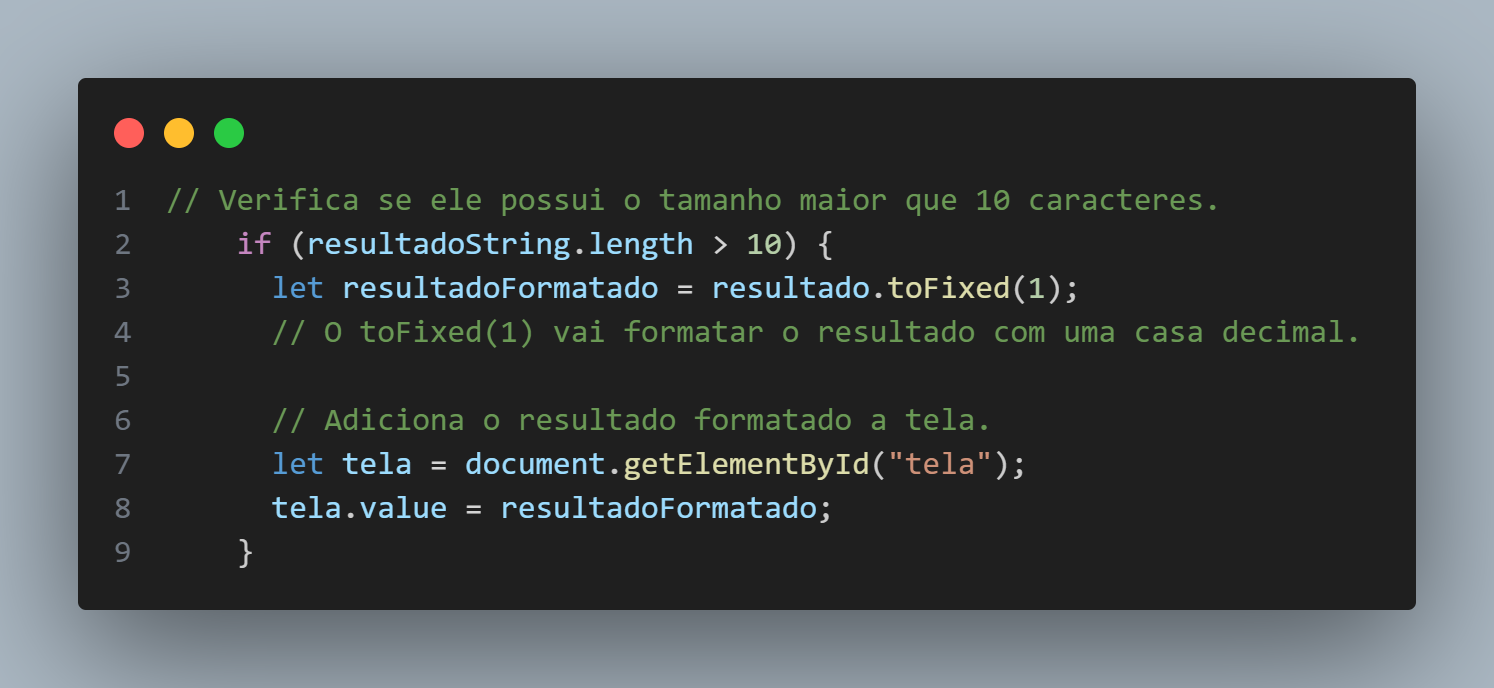 1 // Verifica se ele possui o tamanho maior que 10 caracteres.
2     if (resultadoString.length > 10) {
3       let resultadoFormatado = resultado.toFixed(1);
4       // O toFixed(1) vai formatar o resultado com uma casa decimal.
5
6       // Adiciona o resultado formatado a tela.
7       let tela = document.getElementById("tela");
8       tela.value = resultadoFormatado;
9     }